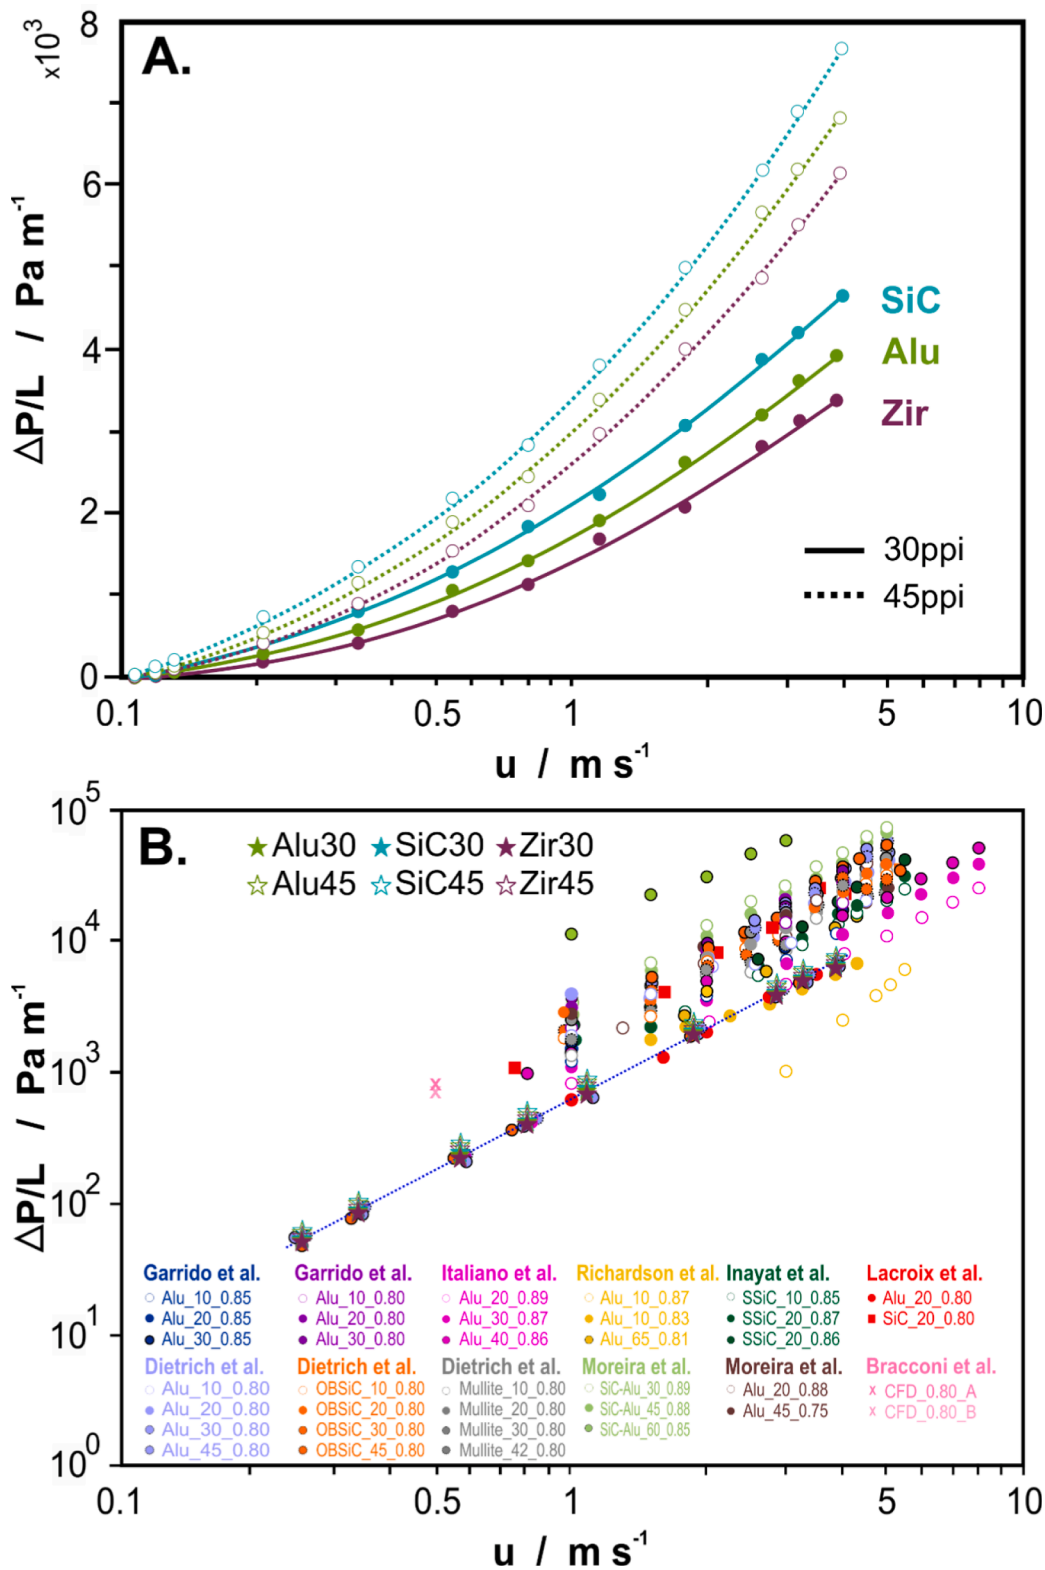 A.
×10³
8
6
4
2
0
ΔP/L / Pa m⁻¹
SiC
Alu
Zir
30ppi
45ppi
0.1 0.5 1 5 10
u / m s⁻¹
B.
Alu30 SiC30 Zir30
Alu45 SiC45 Zir45
10⁵
10⁴
10³
10²
10¹
10⁰
ΔP/L / Pa m⁻¹
Garrido et al. Garrido et al. Italiano et al. Richardson et al. Inayat et al. Lacroix et al.
Alu_10_0.85 Alu_10_0.80 Alu_20_0.89 Alu_10_0.87 SSiC_10_0.85 Alu_20_0.80
Alu_20_0.85 Alu_20_0.80 Alu_30_0.87 Alu_10_0.83 SSiC_20_0.87 SiC_20_0.80
Alu_30_0.85 Alu_30_0.80 Alu_40_0.86 Alu_65_0.81 SSiC_20_0.86
Dietrich et al. Dietrich et al. Dietrich et al. Moreira et al. Moreira et al. Bracconi et al.
Alu_10_0.80 OBSiC_10_0.80 Mullite_10_0.80 SiC-Alu_30_0.89 Alu_20_0.88 x CFD_0.80_A
Alu_20_0.80 OBSiC_20_0.80 Mullite_20_0.80 SiC-Alu_45_0.88 Alu_45_0.75 x CFD_0.80_B
Alu_30_0.80 OBSiC_30_0.80 Mullite_30_0.80 SiC-Alu_60_0.85
Alu_45_0.80 OBSiC_45_0.80 Mullite_42_0.80
0.1 0.5 1 5 10
u / m s⁻¹